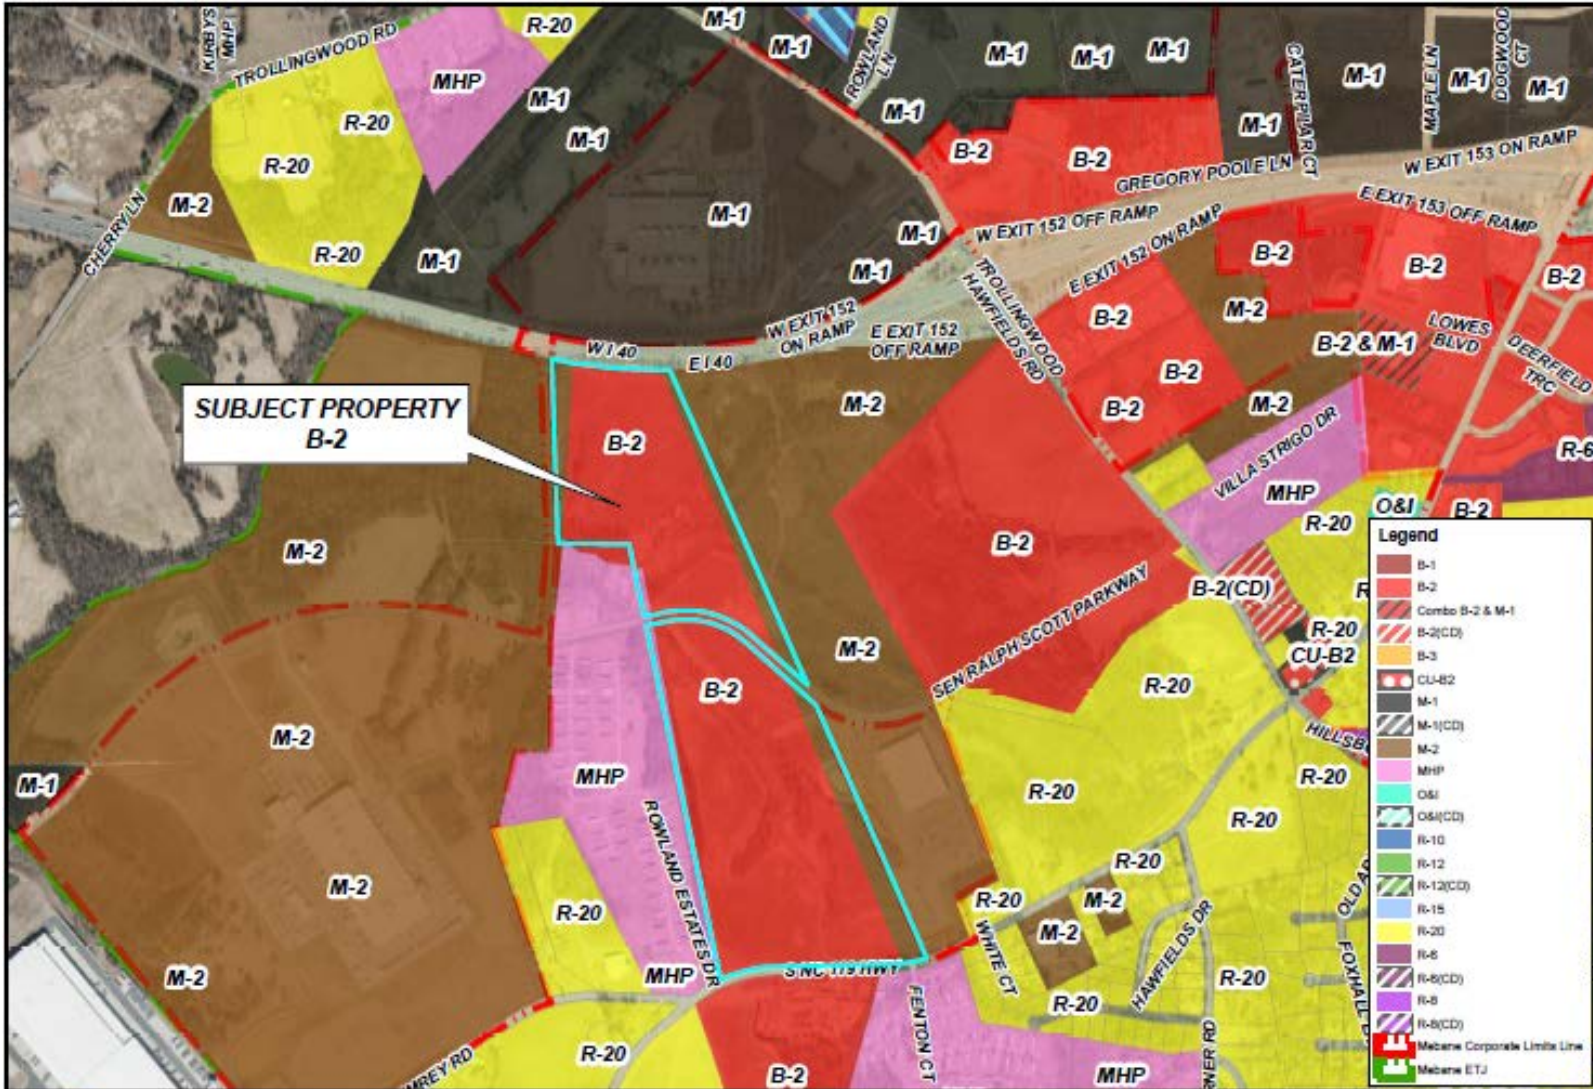 KIRBYS
MHP
TROLLINGWOOD RD
R-20
MHP
M-1
M-1
ROWLAND
LN
M-1
M-1
M-1
CATERPILLAR CT
M-1
MAPLE LN
M-1
DOGWOOD
CT
M-1
R-20
R-20
M-1
M-1
M-1
M-1
B-2
B-2
GREGORY POOLE LN
W EXIT 153 ON RAMP
M-2
M-1
CHERRY LN
R-20
M-1
M-1
M-1
W EXIT 152 OFF RAMP
E EXIT 152 ON RAMP
E EXIT 153 OFF RAMP
TROLLINGWOOD
HAWFIELDS RD
B-2
B-2
B-2
M-2
W EXIT 152
ON RAMP
E EXIT 152
OFF RAMP
B-2
B-2 & M-1
LOWES
BLVD
DEERFIELD
TRC
W I 40
E I 40
SUBJECT PROPERTY
B-2
B-2
M-2
B-2
B-2
M-2
VILLA STRIGO DR
MHP
R-6
R-20
O&I
B-2
M-2
B-2
B-2(CD)
R-20
CU-B2
M-2
SEN RALPH SCOTT PARKWAY
R-20
B-2
M-2
M-1
MHP
ROWLAND ESTATES DR
R-20
R-20
R-20
R-20
M-2
R-20
M-2
M-2
WHITE CT
HAWFIELDS DR
R-20
R-20
M-2
MHP
S NC 119 HWY
FENTON CT
R-20
B-2
MHP
Legend
B-1
B-2
Combo B-2 & M-1
B-2(CD)
B-3
CU-B2
M-1
M-1(CD)
M-2
MHP
O&I
O&I(CD)
R-10
R-12
R-12(CD)
R-15
R-20
R-6
R-6(CD)
R-8
R-8(CD)
Mebane Corporate Limits Line
Mebane ETJ